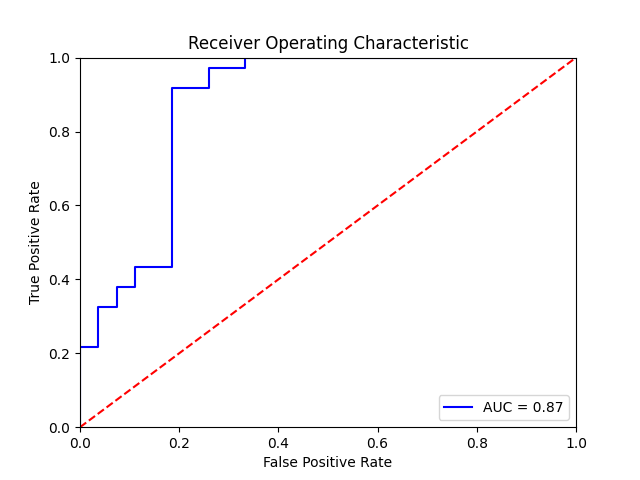 Receiver Operating Characteristic
True Positive Rate
1.0
0.8
0.6
0.4
0.2
0.0
AUC = 0.87
0.0 0.2 0.4 0.6 0.8 1.0
False Positive Rate